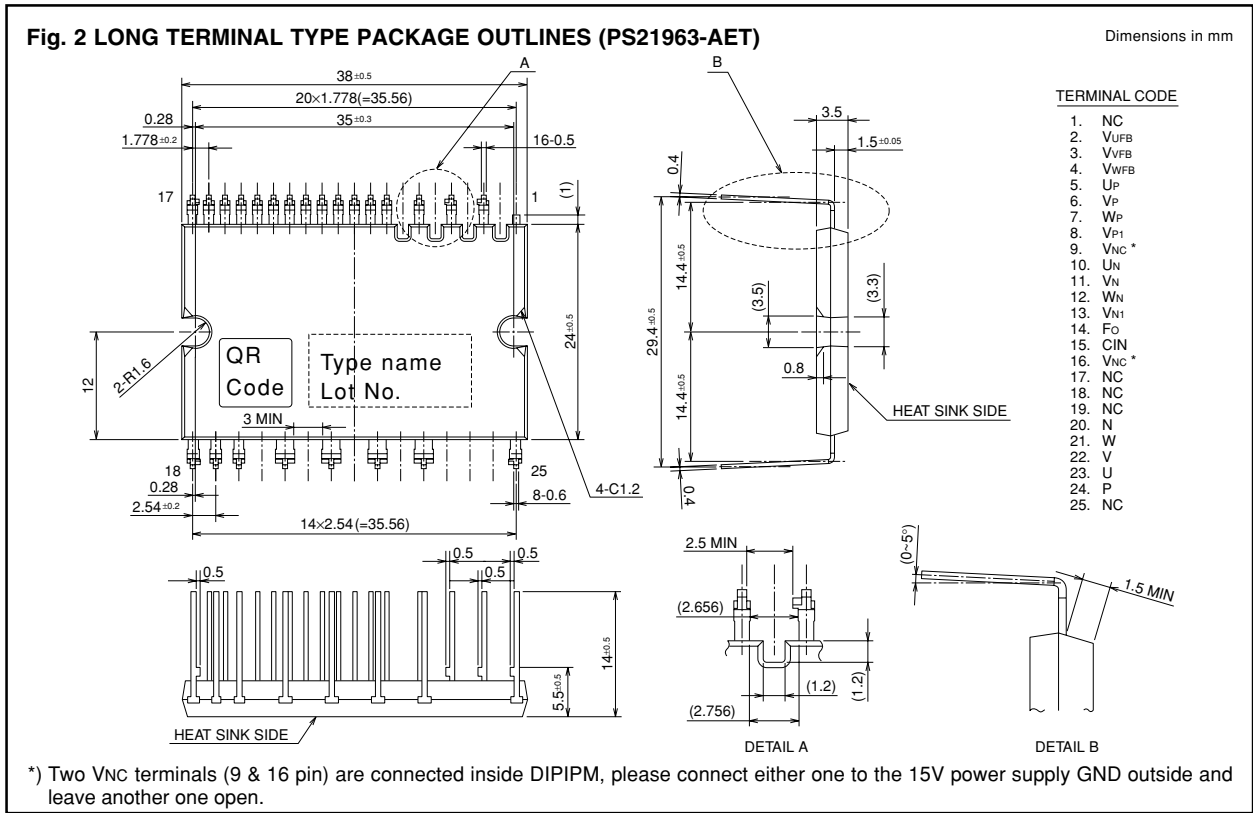 Fig. 2 LONG TERMINAL TYPE PACKAGE OUTLINES (PS21963-AET)
Dimensions in mm
A
B
38±0.5
20×1.778(=35.56)
35±0.3
0.28
1.778±0.2
16-0.5
17
1
(1)
24±0.5
12
2-R1.6
QR
Code
Type name
Lot No.
3 MIN
18
25
0.28
2.54±0.2
14×2.54(=35.56)
8-0.6
4-C1.2
3.5
1.5±0.05
0.4
29.4±0.5
14.4±0.5
14.4±0.5
(3.5)
(3.3)
0.8
HEAT SINK SIDE
0.4
TERMINAL CODE
1. NC
2. VUFB
3. VVFB
4. VWFB
5. UP
6. VP
7. WP
8. VP1
9. VNC *
10. UN
11. VN
12. WN
13. VN1
14. FO
15. CIN
16. VNC *
17. NC
18. NC
19. NC
20. N
21. W
22. V
23. U
24. P
25. NC
0.5
0.5
0.5
0.5
14±0.5
5.5±0.5
HEAT SINK SIDE
2.5 MIN
(2.656)
(1.2)
(1.2)
(2.756)
DETAIL A
(0~5°)
1.5 MIN
DETAIL B
*) Two VNC terminals (9 & 16 pin) are connected inside DIPIPM, please connect either one to the 15V power supply GND outside and
leave another one open.